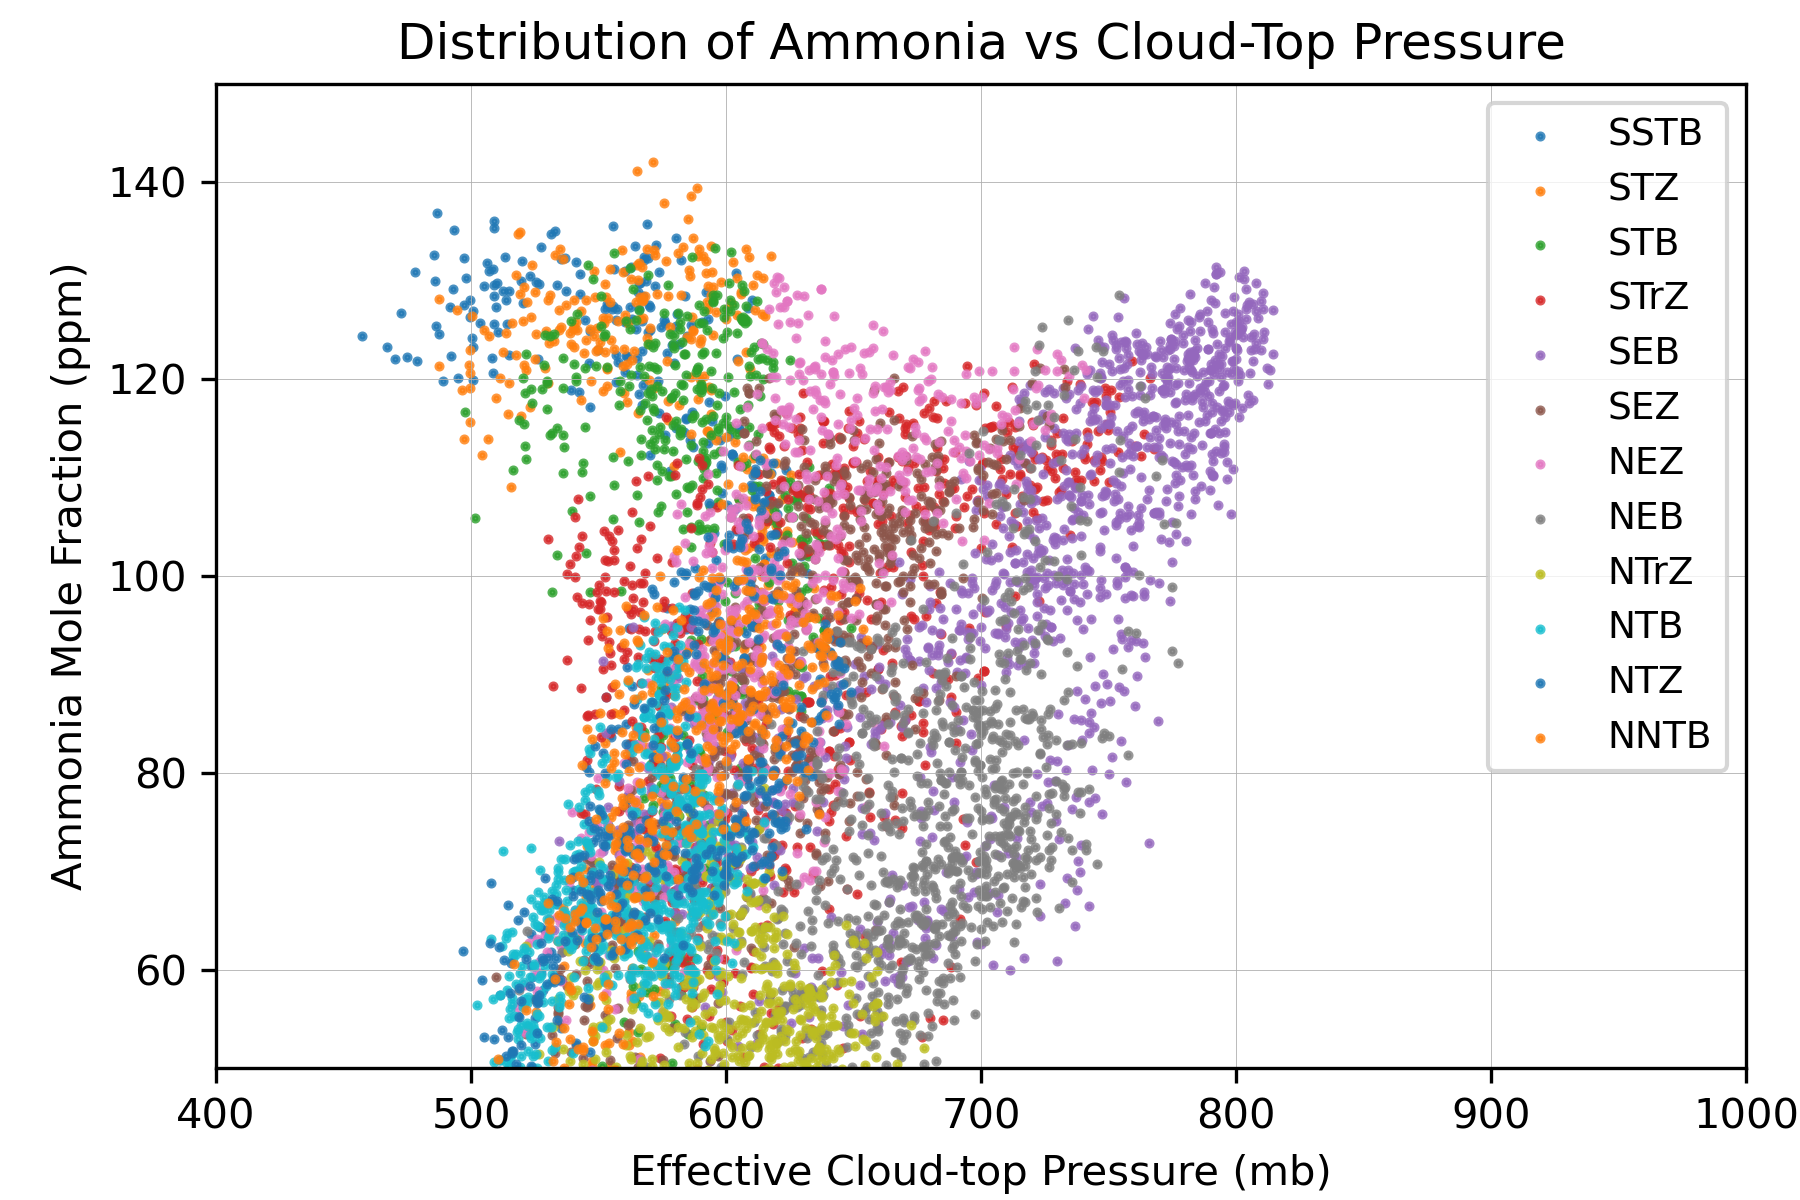 Distribution of Ammonia vs Cloud-Top Pressure
Ammonia Mole Fraction (ppm)
140
120
100
80
60
400 500 600 700 800 900 1000
Effective Cloud-top Pressure (mb)
SSTB
STZ
STB
STrZ
SEB
SEZ
NEZ
NEB
NTrZ
NTB
NTZ
NNTB